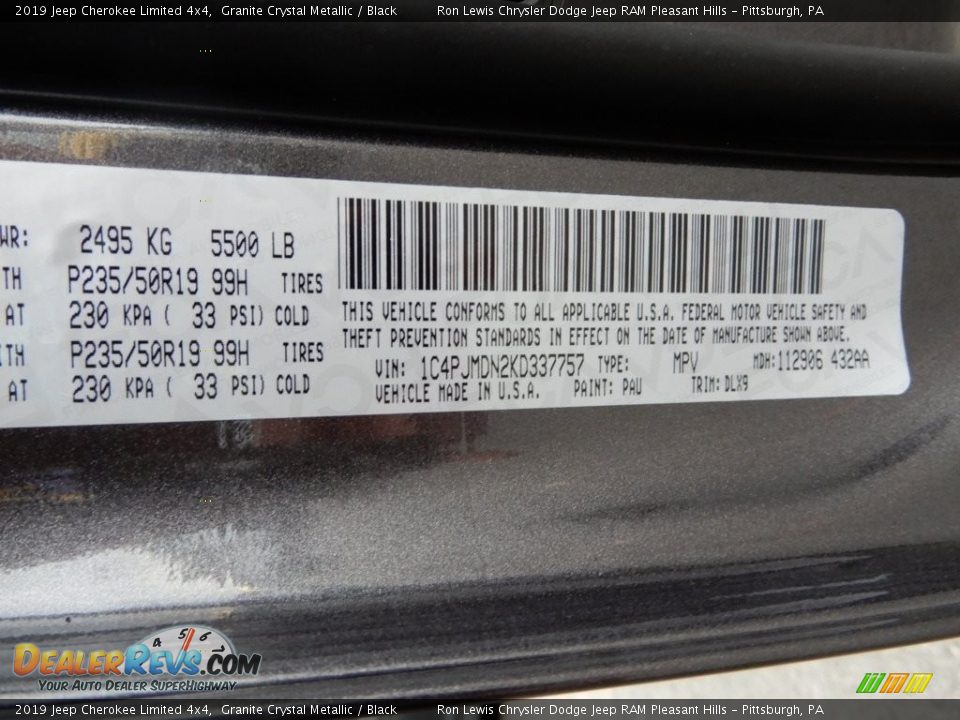 2019 Jeep Cherokee Limited 4x4, Granite Crystal Metallic / Black Ron Lewis Chrysler Dodge Jeep RAM Pleasant Hills - Pittsburgh, PA
WR: 2495 KG 5500 LB
TH P235/50R19 99H TIRES
AT 230 KPA ( 33 PSI) COLD
ITH P235/50R19 99H TIRES
AT 230 KPA ( 33 PSI) COLD
THIS VEHICLE CONFORMS TO ALL APPLICABLE U.S.A. FEDERAL MOTOR VEHICLE SAFETY AND
THEFT PREVENTION STANDARDS IN EFFECT ON THE DATE OF MANUFACTURE SHOWN ABOVE.
VIN: 1C4PJMDN2KD337757 TYPE: MPV MDH:112906 432AA
VEHICLE MADE IN U.S.A. PAINT: PAU TRIM: DLX9
4 5 6
DealerRevs.com
Your Auto Dealer SuperHighway
2019 Jeep Cherokee Limited 4x4, Granite Crystal Metallic / Black Ron Lewis Chrysler Dodge Jeep RAM Pleasant Hills - Pittsburgh, PA